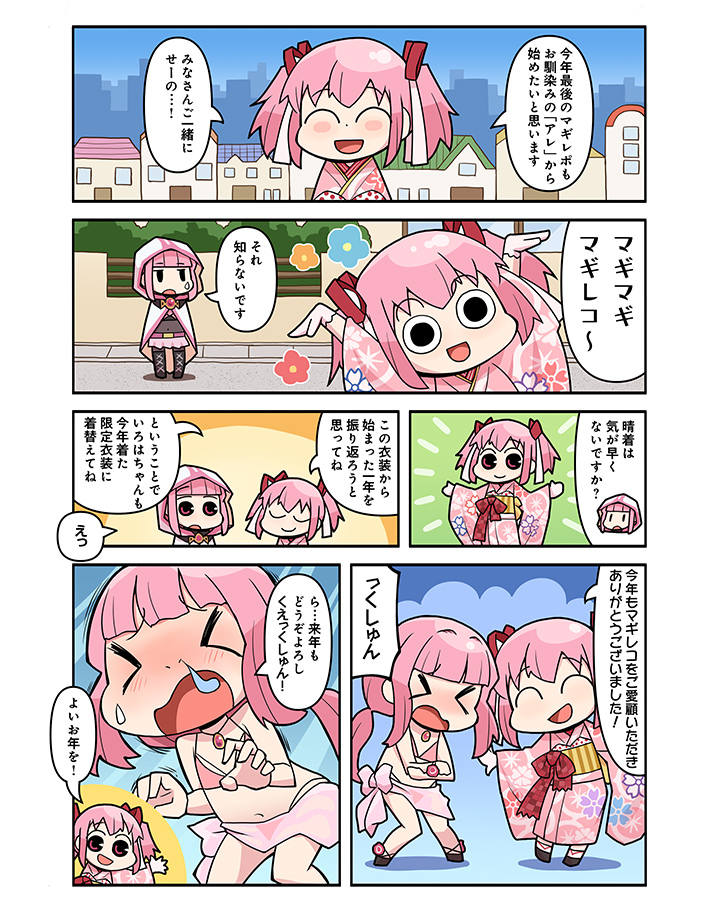 今年最後のマギレポも
お馴染みの「アレ」から
始めたいと思います
みなさんご一緒に
せーの…！
マギマギ
マギレコ〜
それ
知らないです
晴着は
気が早く
ないですか？
この衣装から
始まった一年を
振り返ろうと
思ってね
ということで
いろはちゃんも
今年着た
限定衣装に
着替えてね
えっ
今年もマギレコをご愛顧いただき
ありがとうございました！
っくしゅん
ら…来年も
どうぞよろし
くえっくしゅん！
よいお年を！